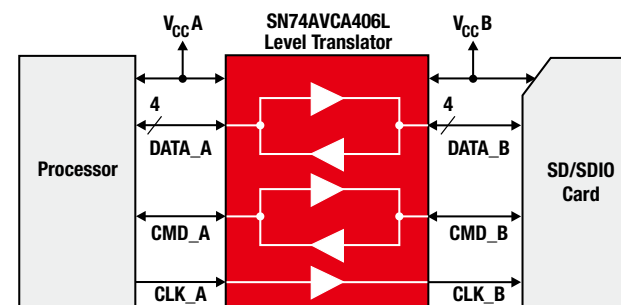 SN74AVCA406L
Level Translator
VCCA
VCCB
4
4
DATA_A
DATA_B
Processor
SD/SDIO
Card
CMD_A
CMD_B
CLK_A
CLK_B